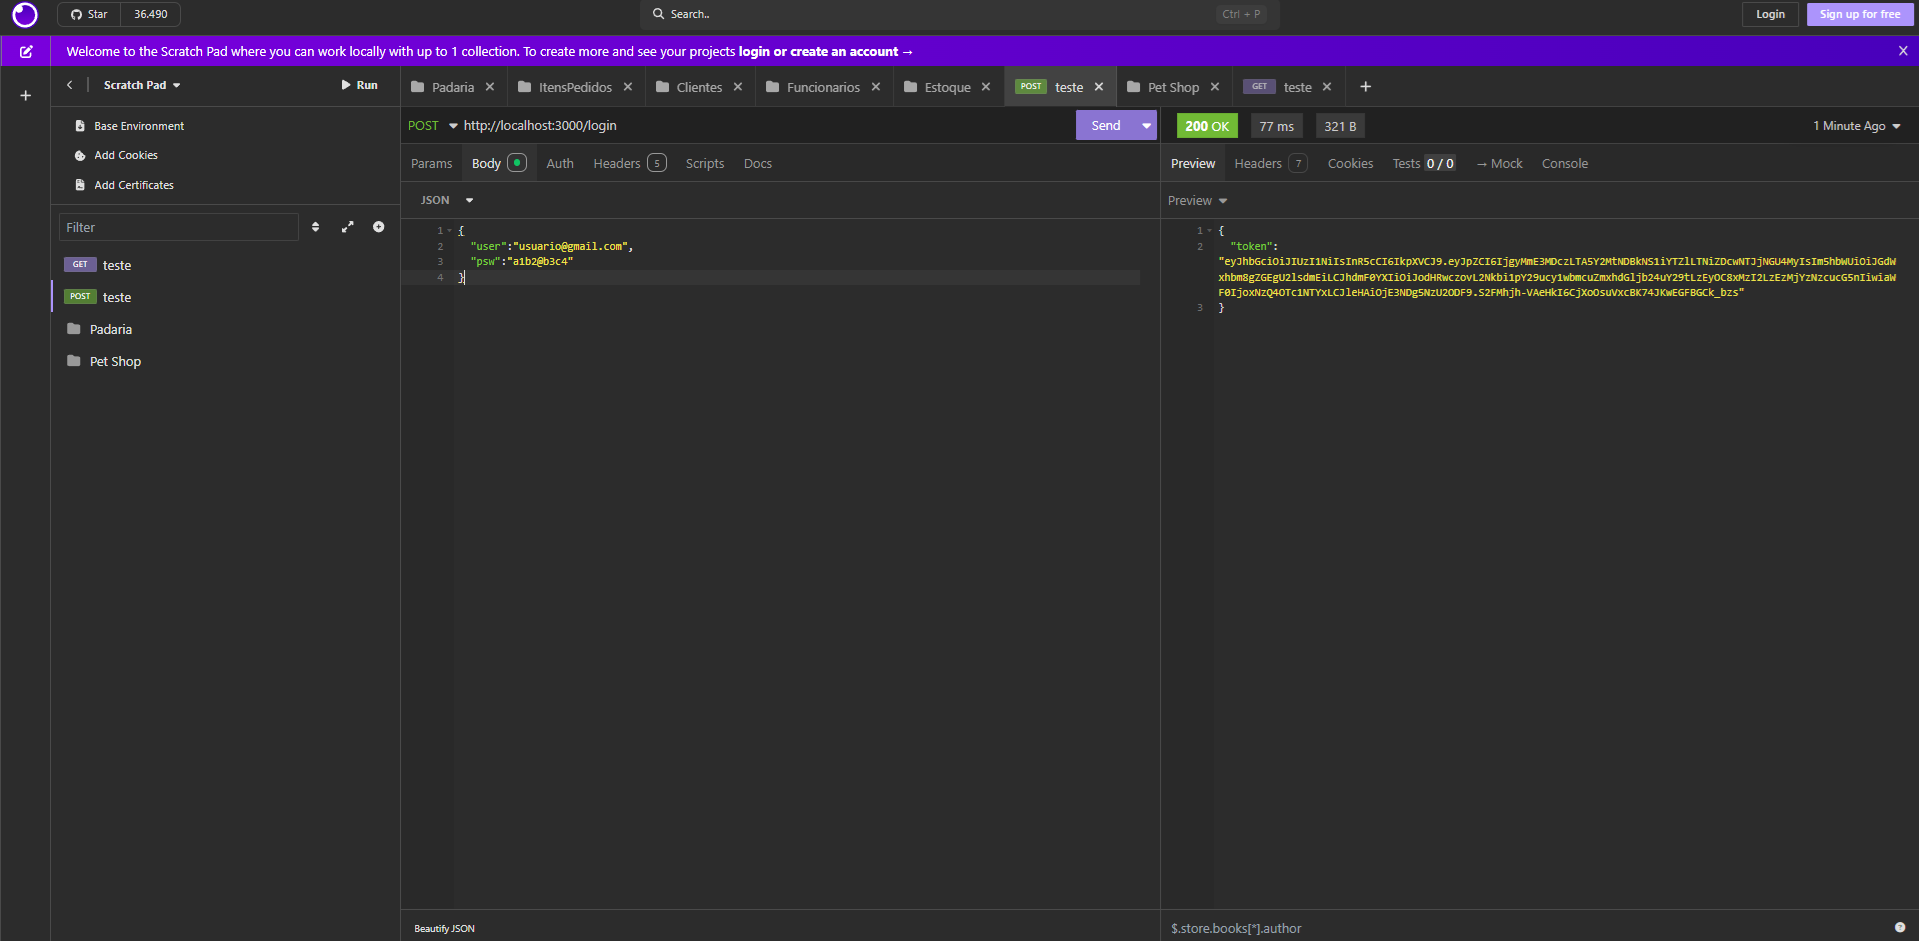 Star 36.490 Search.. Ctrl + P Login Sign up for free
Welcome to the Scratch Pad where you can work locally with up to 1 collection. To create more and see your projects login or create an account →
Scratch Pad Run
Base Environment
Add Cookies
Add Certificates
Filter
GET teste
POST teste
Padaria
Pet Shop
Padaria ItensPedidos Clientes Funcionarios Estoque POST teste Pet Shop GET teste
POST http://localhost:3000/login Send
Params Body Auth Headers 5 Scripts Docs
JSON
1 {
2 "user":"usuario@gmail.com",
3 "psw":"a1b2@b3c4"
4 }
Beautify JSON
200 OK 77 ms 321 B 1 Minute Ago
Preview Headers 7 Cookies Tests 0 / 0 → Mock Console
Preview
1 {
2 "token":
"eyJhbGciOiJIUzI1NiIsInR5cCI6IkpXVCJ9.eyJpZCI6IjgyMmE3MDczLTA5Y2MtNDBkNS1iYTZlLTNiZDcwNTJjNGU4MyIsIm5hbWUiOiJGdW
xhbm8gZGEgU2lsdmEiLCJhdmF0YXIiOiJodHRwczovL2Nkbi1pY29ucy1wbmcuZmxhdGljb24uY29tLzEyOC8xMzI2LzEzMjYzNzcucG5nIiwiaW
F0IjoxNzQ4OTc1NTYxLCJleHAiOjE3NDg5NzU2ODF9.S2FMhjh-VAeHkI6CjXoOsuVxcBK74JKwEGFBGCk_bzs"
3 }
$.store.books[*].author